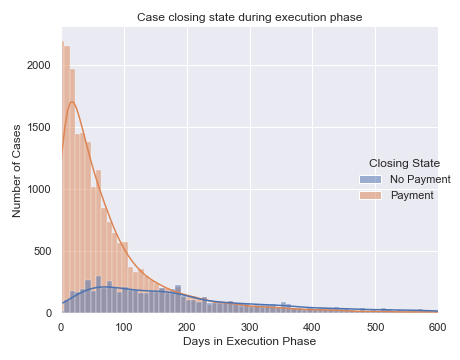 Case closing state during execution phase
Number of Cases
2000
1500
1000
500
0
0 100 200 300 400 500 600
Days in Execution Phase
Closing State
No Payment
Payment